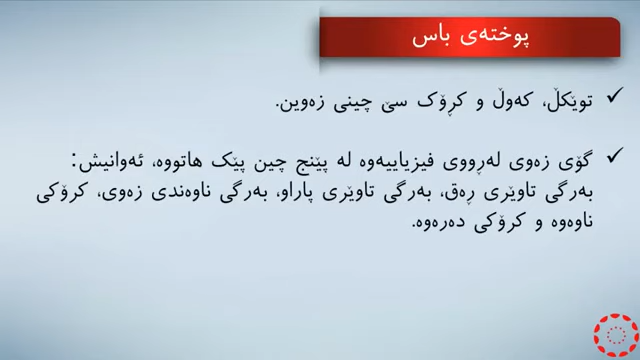 پوختەی باس
توێکڵ، کەوڵ و کڕۆک سێ چینی زەوین.
گۆی زەوی لەڕووی فیزیاییەوە لە پێنج چین پێک هاتووە، ئەوانیش:
بەرگی تاوێری ڕەق، بەرگی تاوێری پاراو، بەرگی ناوەندی زەوی، کرۆکی
ناوەوە و کرۆکی دەرەوە.